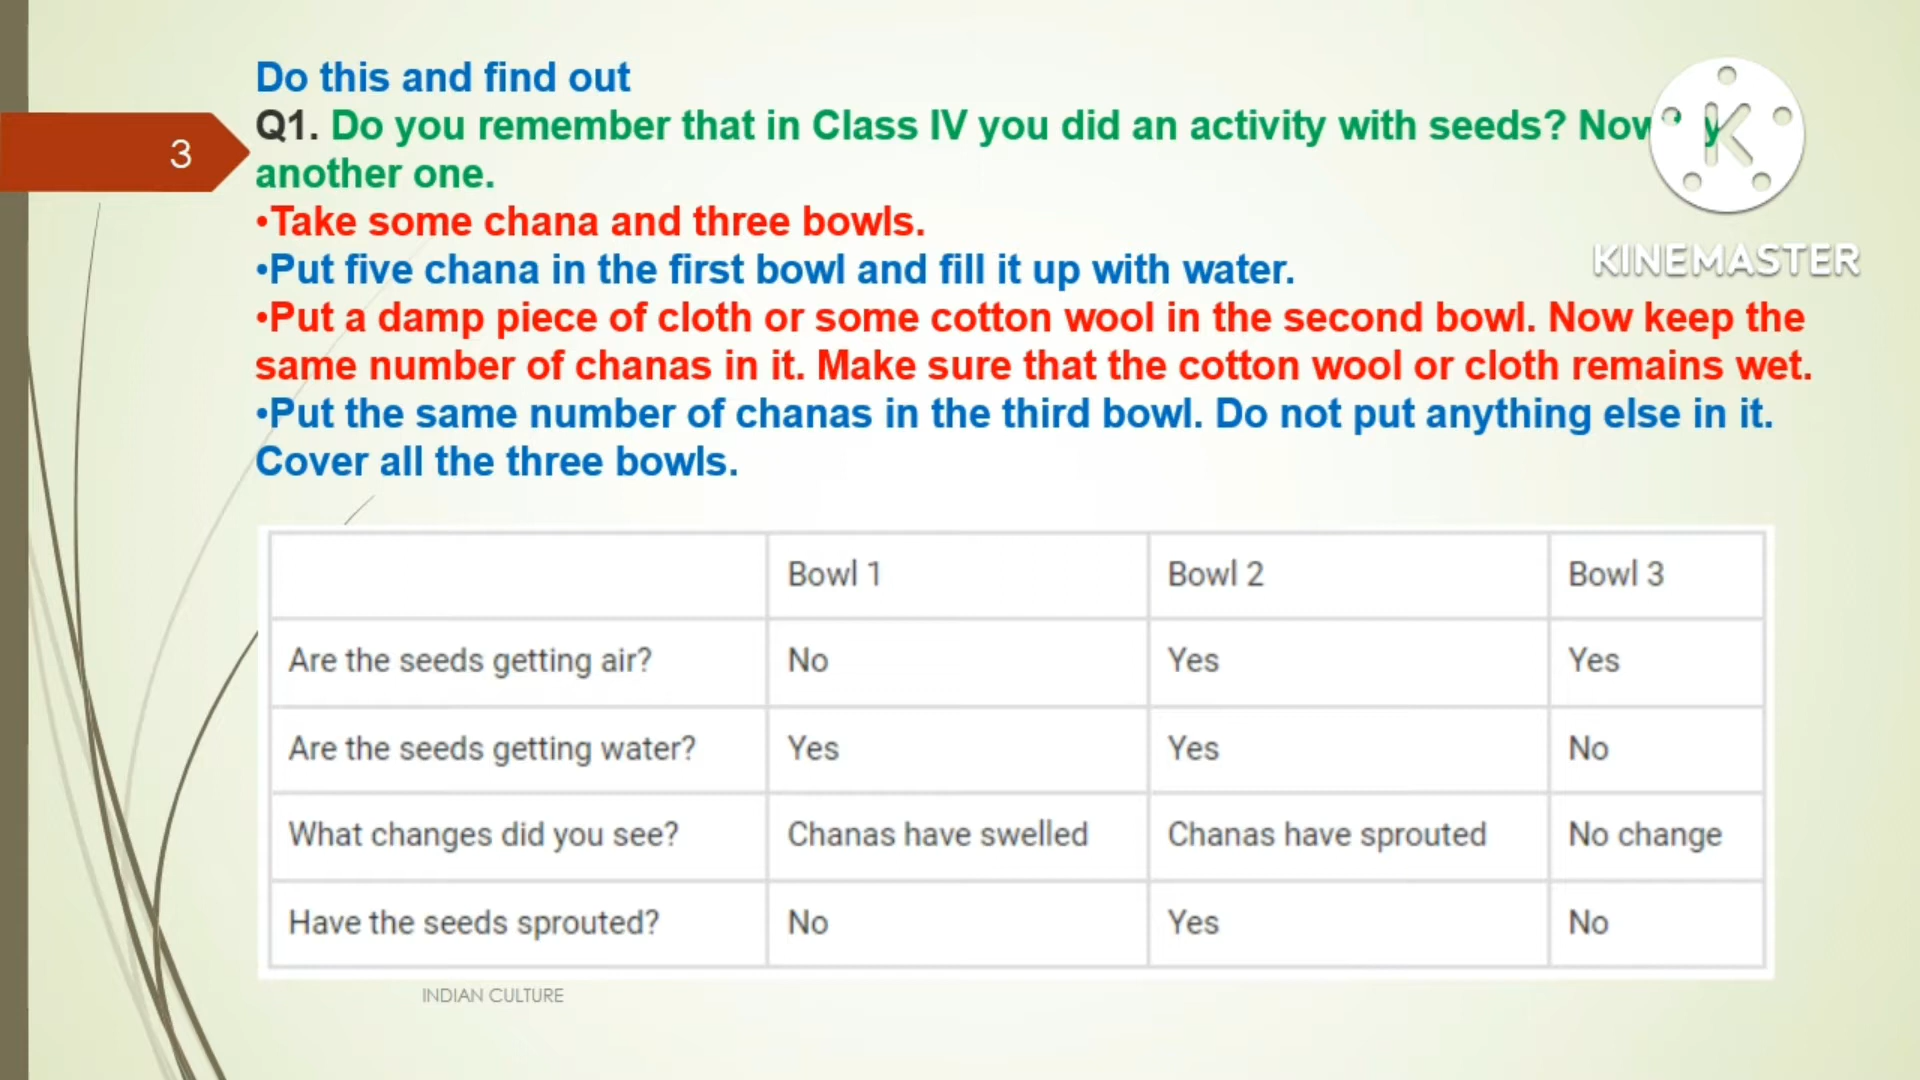 Do this and find out
Q1. Do you remember that in Class IV you did an activity with seeds? Now
another one.
3
•Take some chana and three bowls.
•Put five chana in the first bowl and fill it up with water.
KINEMASTER
•Put a damp piece of cloth or some cotton wool in the second bowl. Now keep the
same number of chanas in it. Make sure that the cotton wool or cloth remains wet.
•Put the same number of chanas in the third bowl. Do not put anything else in it.
Cover all the three bowls.
Bowl 1 Bowl 2 Bowl 3
Are the seeds getting air? No Yes Yes
Are the seeds getting water? Yes Yes No
What changes did you see? Chanas have swelled Chanas have sprouted No change
Have the seeds sprouted? No Yes No
INDIAN CULTURE